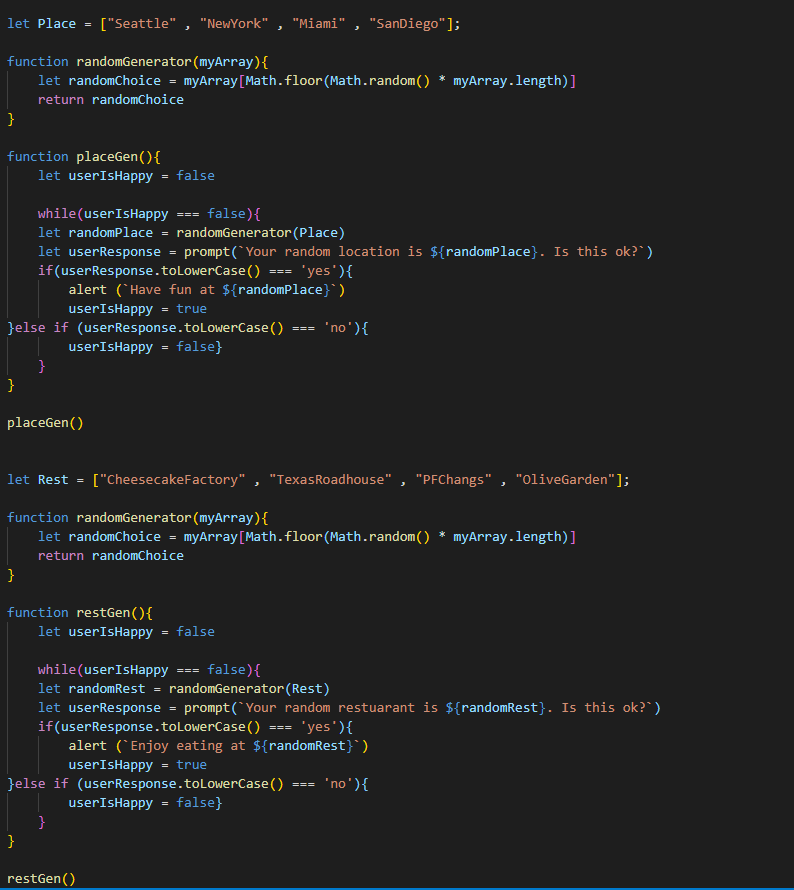 let Place = ["Seattle" , "NewYork" , "Miami" , "SanDiego"];

function randomGenerator(myArray){
    let randomChoice = myArray[Math.floor(Math.random() * myArray.length)]
    return randomChoice
}

function placeGen(){
    let userIsHappy = false

    while(userIsHappy === false){
    let randomPlace = randomGenerator(Place)
    let userResponse = prompt(`Your random location is ${randomPlace}. Is this ok?`)
    if(userResponse.toLowerCase() === 'yes'){
        alert (`Have fun at ${randomPlace}`)
        userIsHappy = true
}else if (userResponse.toLowerCase() === 'no'){
        userIsHappy = false}
    }
}

placeGen()


let Rest = ["CheesecakeFactory" , "TexasRoadhouse" , "PFChangs" , "OliveGarden"];

function randomGenerator(myArray){
    let randomChoice = myArray[Math.floor(Math.random() * myArray.length)]
    return randomChoice
}

function restGen(){
    let userIsHappy = false

    while(userIsHappy === false){
    let randomRest = randomGenerator(Rest)
    let userResponse = prompt(`Your random restuarant is ${randomRest}. Is this ok?`)
    if(userResponse.toLowerCase() === 'yes'){
        alert (`Enjoy eating at ${randomRest}`)
        userIsHappy = true
}else if (userResponse.toLowerCase() === 'no'){
        userIsHappy = false}
    }
}

restGen()